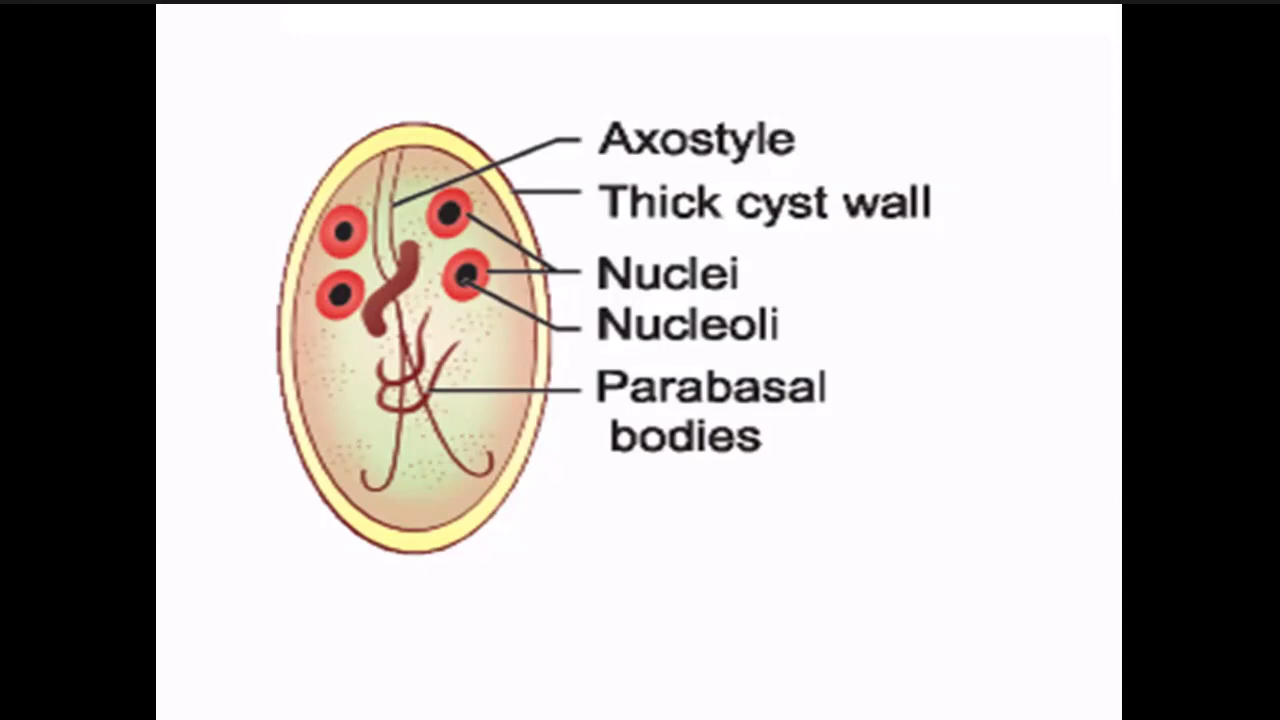 Axostyle
Thick cyst wall
Nuclei
Nucleoli
Parabasal
bodies